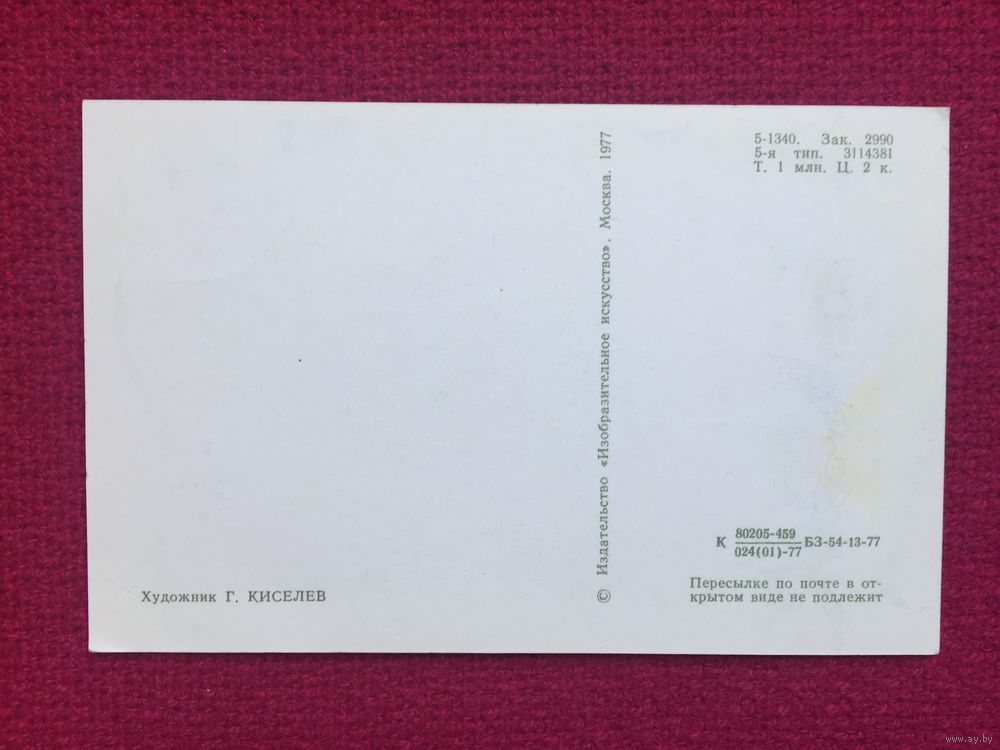 5-1340. Зак. 2990
5-я тип. 3114381
Т. 1 млн. Ц. 2 к.
© Издательство «Изобразительное искусство». Москва. 1977
К 80205-459 БЗ-54-13-77
024(01)-77
Художник Г. КИСЕЛЕВ
Пересылке по почте в от-
крытом виде не подлежит
www.ay.by